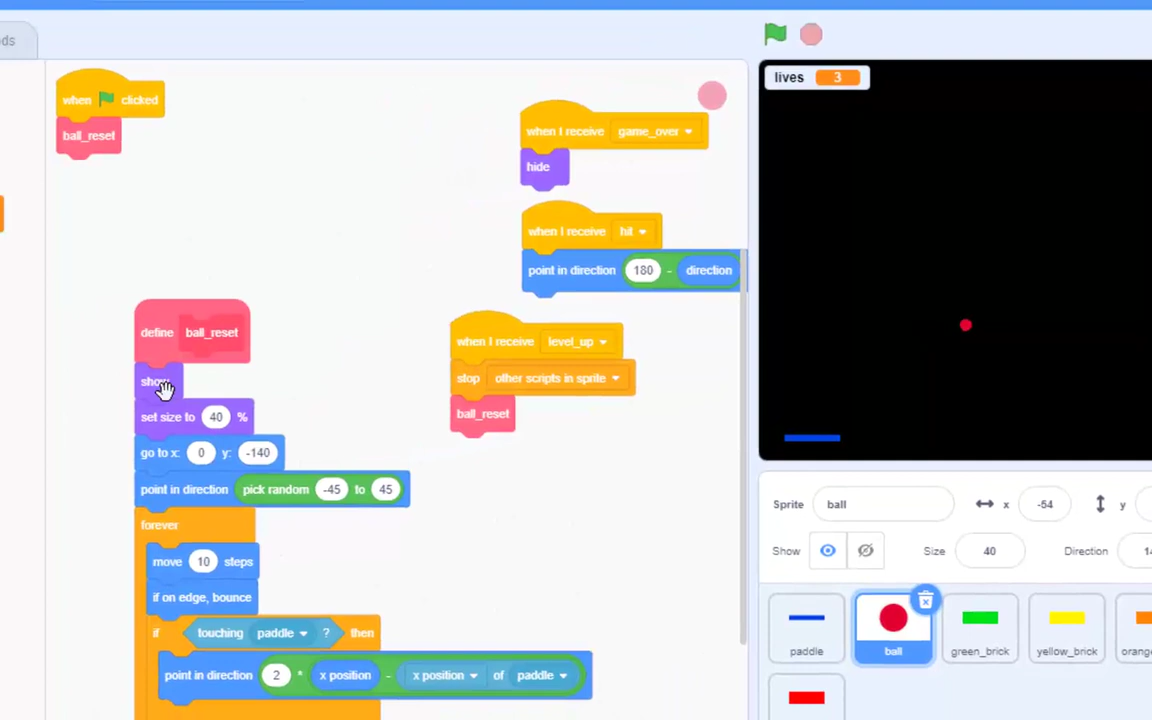 ds
when clicked
ball_reset
when I receive game_over
hide
when I receive hit
point in direction 180 - direction
define ball_reset
show
set size to 40 %
go to x: 0 y: -140
point in direction pick random -45 to 45
forever
move 10 steps
if on edge, bounce
if touching paddle ? then
point in direction 2 * x position - x position of paddle
when I receive level_up
stop other scripts in sprite
ball_reset
lives 3
Sprite ball x -54 y
Show Size 40 Direction
paddle
ball
green_brick
yellow_brick